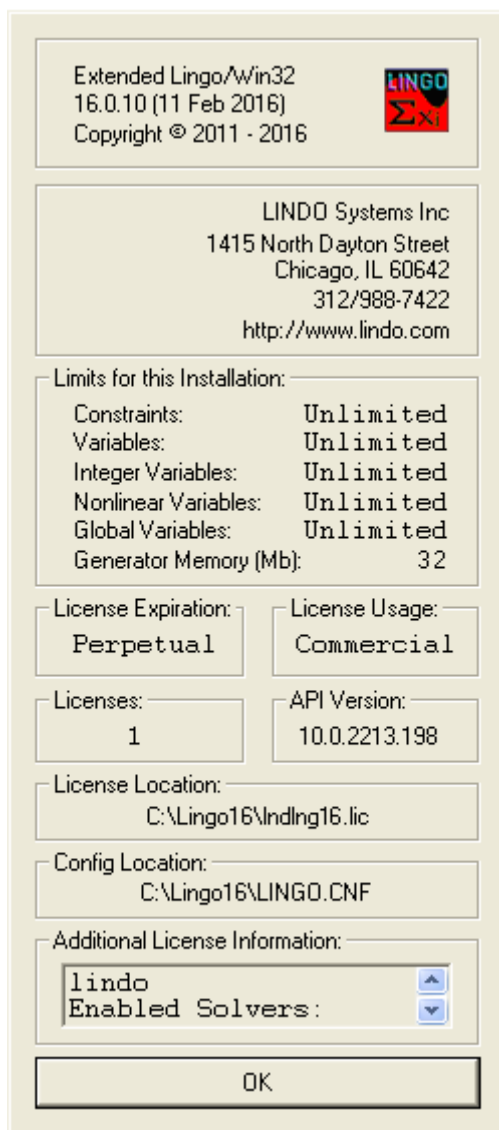 Extended Lingo/Win32
16.0.10 (11 Feb 2016)
Copyright © 2011 - 2016
LINGO
Σxi
LINDO Systems Inc
1415 North Dayton Street
Chicago, IL 60642
312/988-7422
http://www.lindo.com
Limits for this Installation:
Constraints: Unlimited
Variables: Unlimited
Integer Variables: Unlimited
Nonlinear Variables: Unlimited
Global Variables: Unlimited
Generator Memory (Mb): 32
License Expiration:
Perpetual
License Usage:
Commercial
Licenses:
1
API Version:
10.0.2213.198
License Location:
C:\Lingo16\lndlng16.lic
Config Location:
C:\Lingo16\LINGO.CNF
Additional License Information:
lindo
Enabled Solvers:
OK